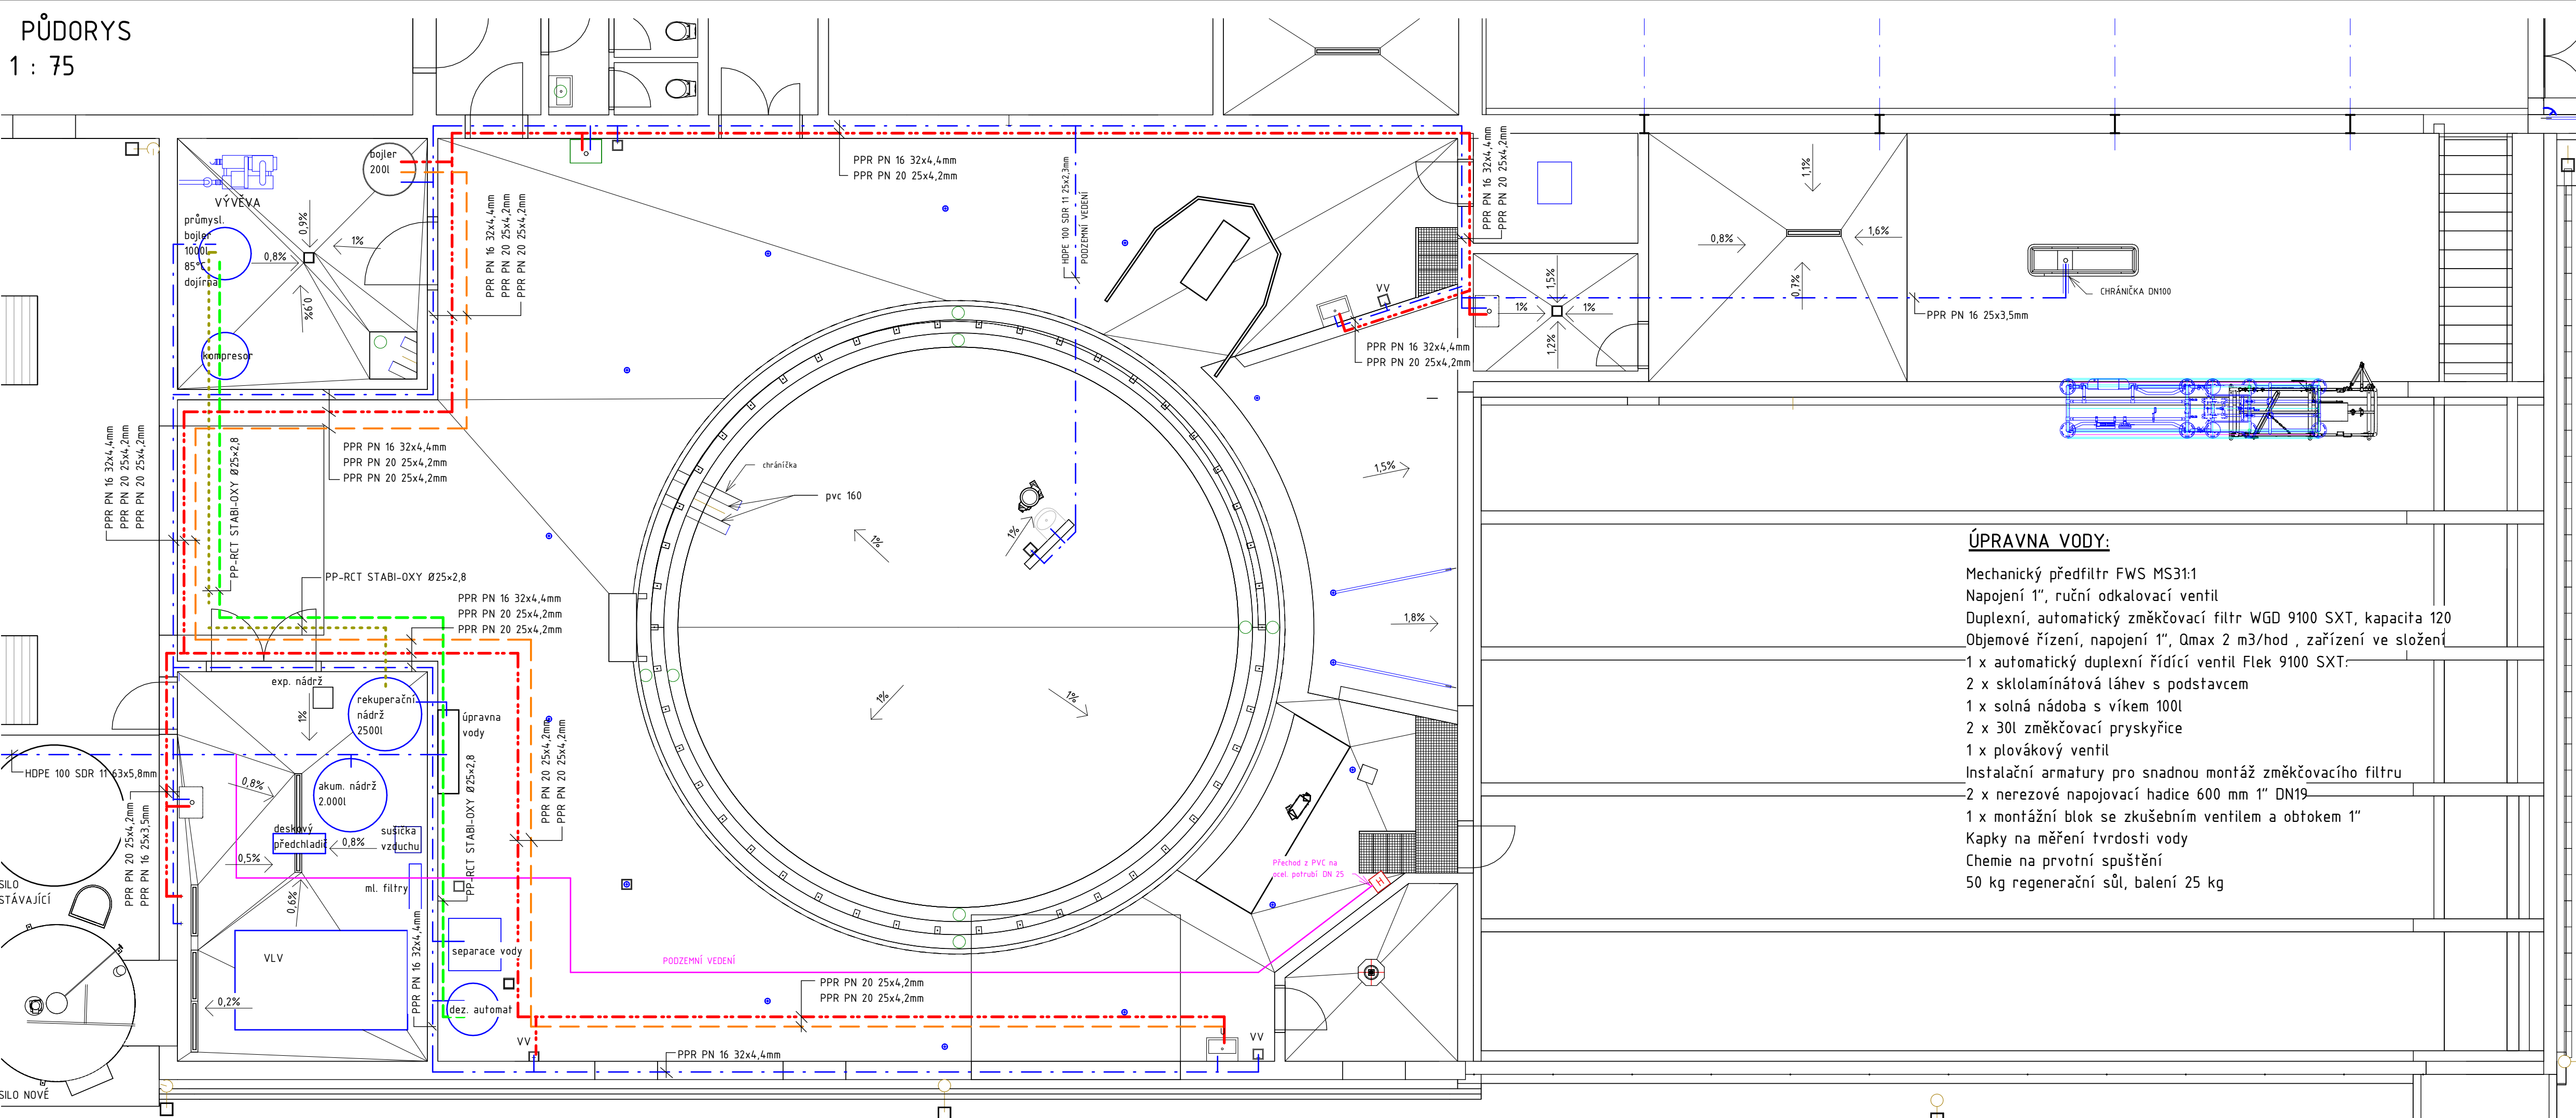 PŮDORYS
1 : 75
bojler
200l
VÝVĚVA
průmysl.
bojler
1000l
85°C
dojírna
0,9%
1%
0,8%
0,9%
kompresor
PPR PN 16 32x4,4mm
PPR PN 20 25x4,2mm
PPR PN 20 25x4,2mm
PPR PN 16 32x4,4mm
PPR PN 20 25x4,2mm
HDPE 100 SDR 11 25x2,3mm
PODZEMNÍ VEDENÍ
PPR PN 16 32x4,4mm
PPR PN 20 25x4,2mm
VV
PPR PN 16 32x4,4mm
PPR PN 20 25x4,2mm
1,5%
1%
1%
1,2%
1,1%
0,8%
1,6%
0,7%
CHRÁNIČKA DN100
PPR PN 16 25x3,5mm
PPR PN 16 32x4,4mm
PPR PN 20 25x4,2mm
PPR PN 20 25x4,2mm
PP-RCT STABI-OXY Ø25×2,8
PPR PN 16 32x4,4mm
PPR PN 20 25x4,2mm
PPR PN 20 25x4,2mm
chránička
pvc 160
1%
1%
1%
1%
1,5%
1,8%
PP-RCT STABI-OXY Ø25×2,8
PPR PN 16 32x4,4mm
PPR PN 20 25x4,2mm
PPR PN 20 25x4,2mm
exp. nádrž
1%
rekuperační
nádrž
2500l
úpravna
vody
HDPE 100 SDR 11 63x5,8mm
0,8%
akum. nádrž
2.000l
PPR PN 20 25x4,2mm
PPR PN 16 25x3,5mm
deskový
předchladič
0,8%
sušička
vzduchu
0,5%
ml. filtry
0,6%
PP-RCT STABI-OXY Ø25×2,8
PPR PN 20 25x4,2mm
PPR PN 20 25x4,2mm
SILO
STÁVAJÍCÍ
VLV
0,2%
PPR PN 16 32x4,4mm
separace vody
dez. automat
VV
SILO NOVÉ
PODZEMNÍ VEDENÍ
PPR PN 20 25x4,2mm
PPR PN 20 25x4,2mm
PPR PN 16 32x4,4mm
VV
Přechod z PVC na
ocel. potrubí DN 25
H
ÚPRAVNA VODY:
Mechanický předfiltr FWS MS31:1
Napojení 1", ruční odkalovací ventil
Duplexní, automatický změkčovací filtr WGD 9100 SXT, kapacita 120
Objemové řízení, napojení 1", Qmax 2 m3/hod , zařízení ve složení
1 x automatický duplexní řídící ventil Flek 9100 SXT:
2 x sklolamínátová láhev s podstavcem
1 x solná nádoba s víkem 100l
2 x 30l změkčovací pryskyřice
1 x plovákový ventil
Instalační armatury pro snadnou montáž změkčovacího filtru
2 x nerezové napojovací hadice 600 mm 1" DN19
1 x montážní blok se zkušebním ventilem a obtokem 1"
Kapky na měření tvrdosti vody
Chemie na prvotní spuštění
50 kg regenerační sůl, balení 25 kg